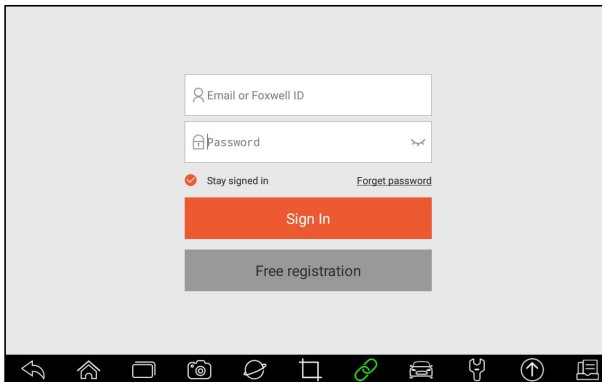 Email or Foxwell ID
Password
Stay signed in Forget password
Sign In
Free registration